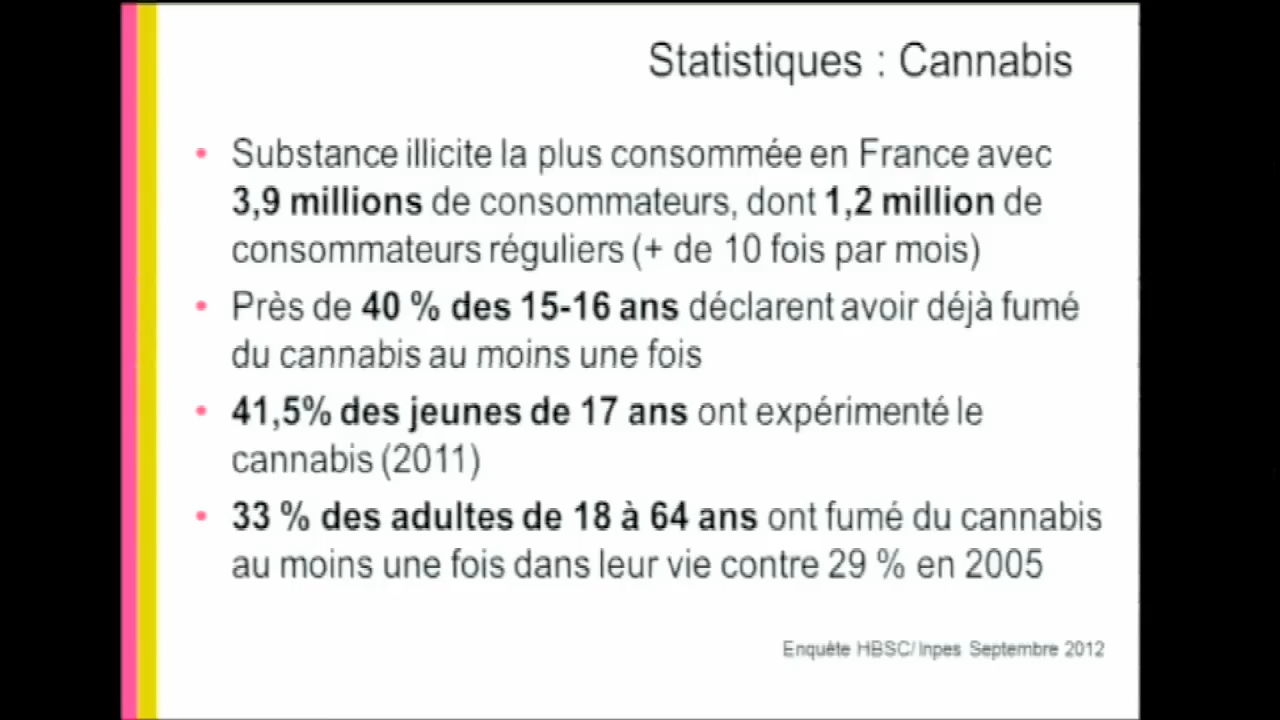 Statistiques : Cannabis
• Substance illicite la plus consommée en France avec
3,9 millions de consommateurs, dont 1,2 million de
consommateurs réguliers (+ de 10 fois par mois)
• Près de 40 % des 15-16 ans déclarent avoir déjà fumé
du cannabis au moins une fois
• 41,5% des jeunes de 17 ans ont expérimenté le
cannabis (2011)
• 33 % des adultes de 18 à 64 ans ont fumé du cannabis
au moins une fois dans leur vie contre 29 % en 2005
Enquête HBSC/ Inpes Septembre 2012